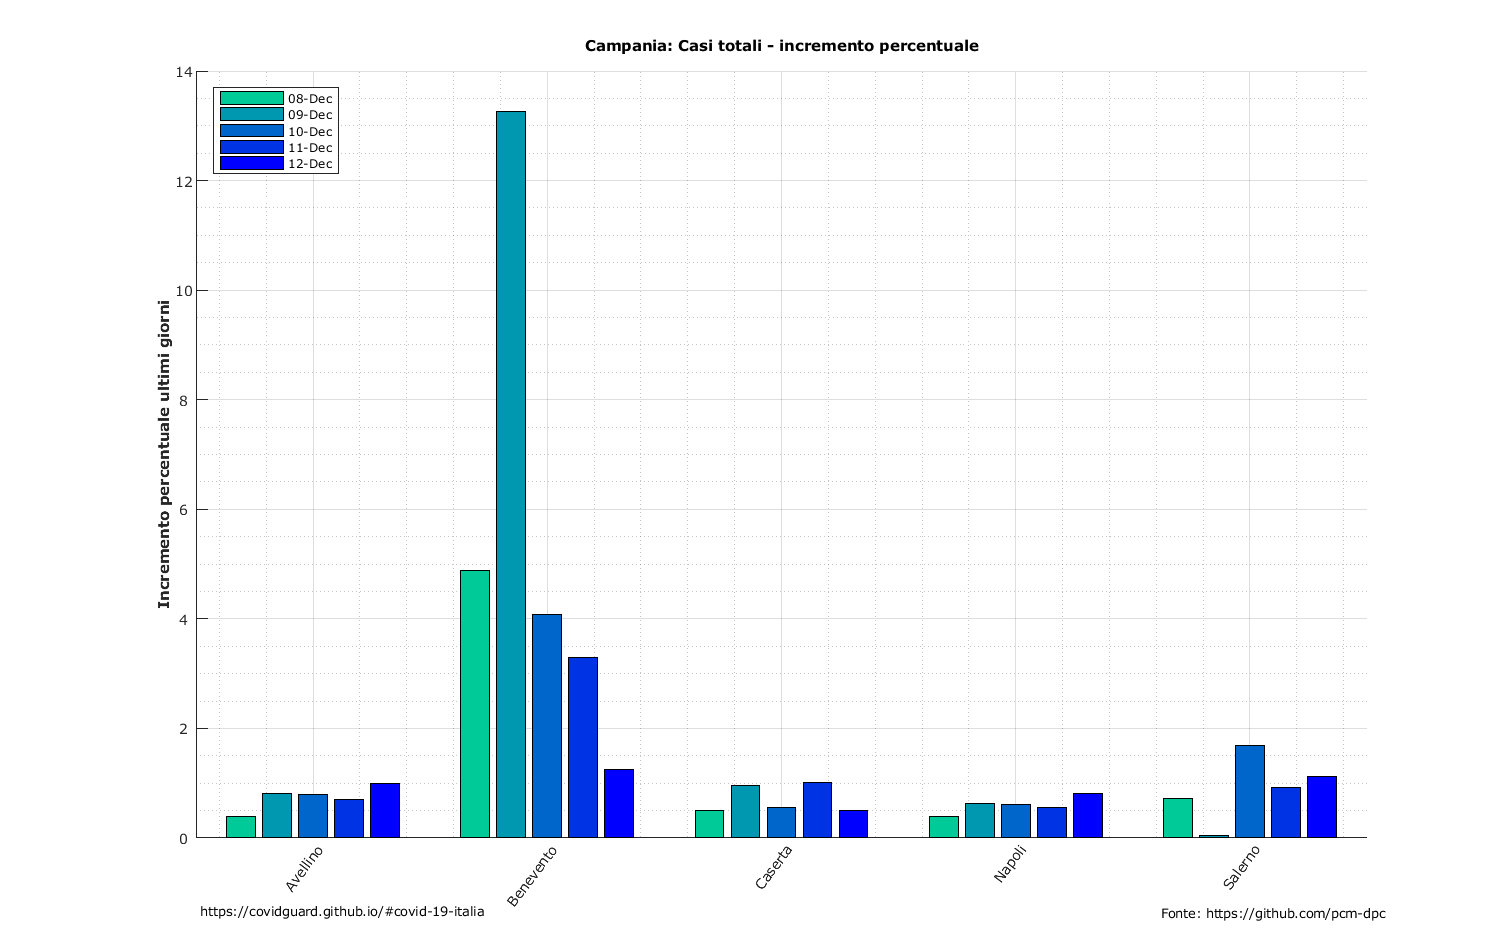 Campania: Casi totali - incremento percentuale
14
12
10
8
6
4
2
0
Incremento percentuale ultimi giorni
08-Dec
09-Dec
10-Dec
11-Dec
12-Dec
Avellino
Benevento
Caserta
Napoli
Salerno
https://covidguard.github.io/#covid-19-italia
Fonte: https://github.com/pcm-dpc